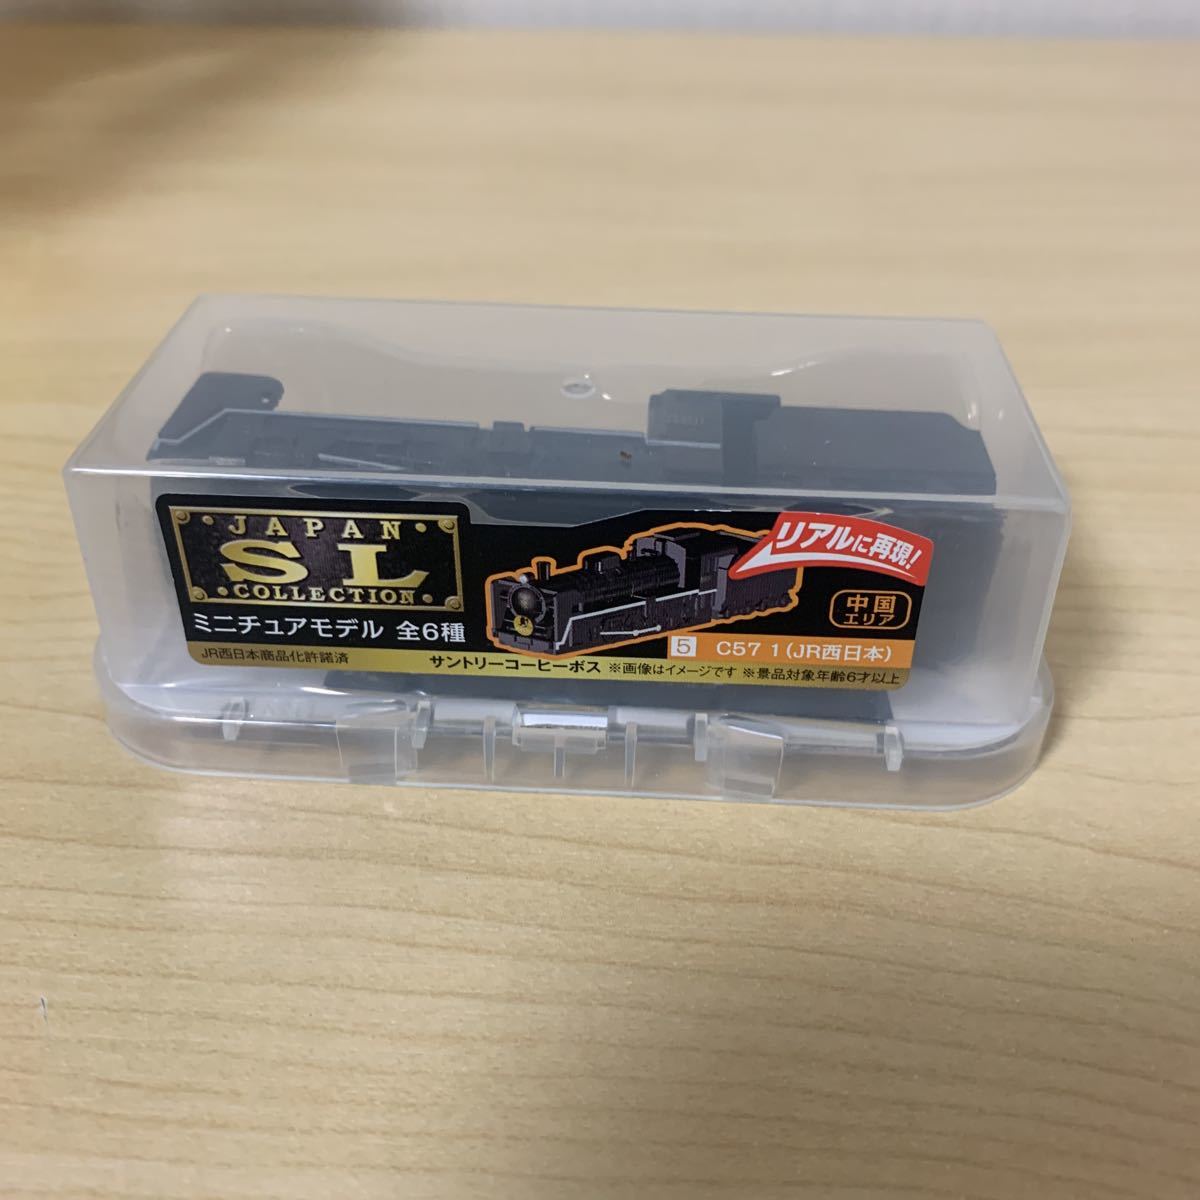 JAPAN
SL
COLLECTION
リアルに再現!
ミニチュアモデル 全6種
中国
エリア
5 C57 1(JR西日本)
JR西日本商品化許諾済
サントリーコーヒーボス ※画像はイメージです ※景品対象年齢6才以上